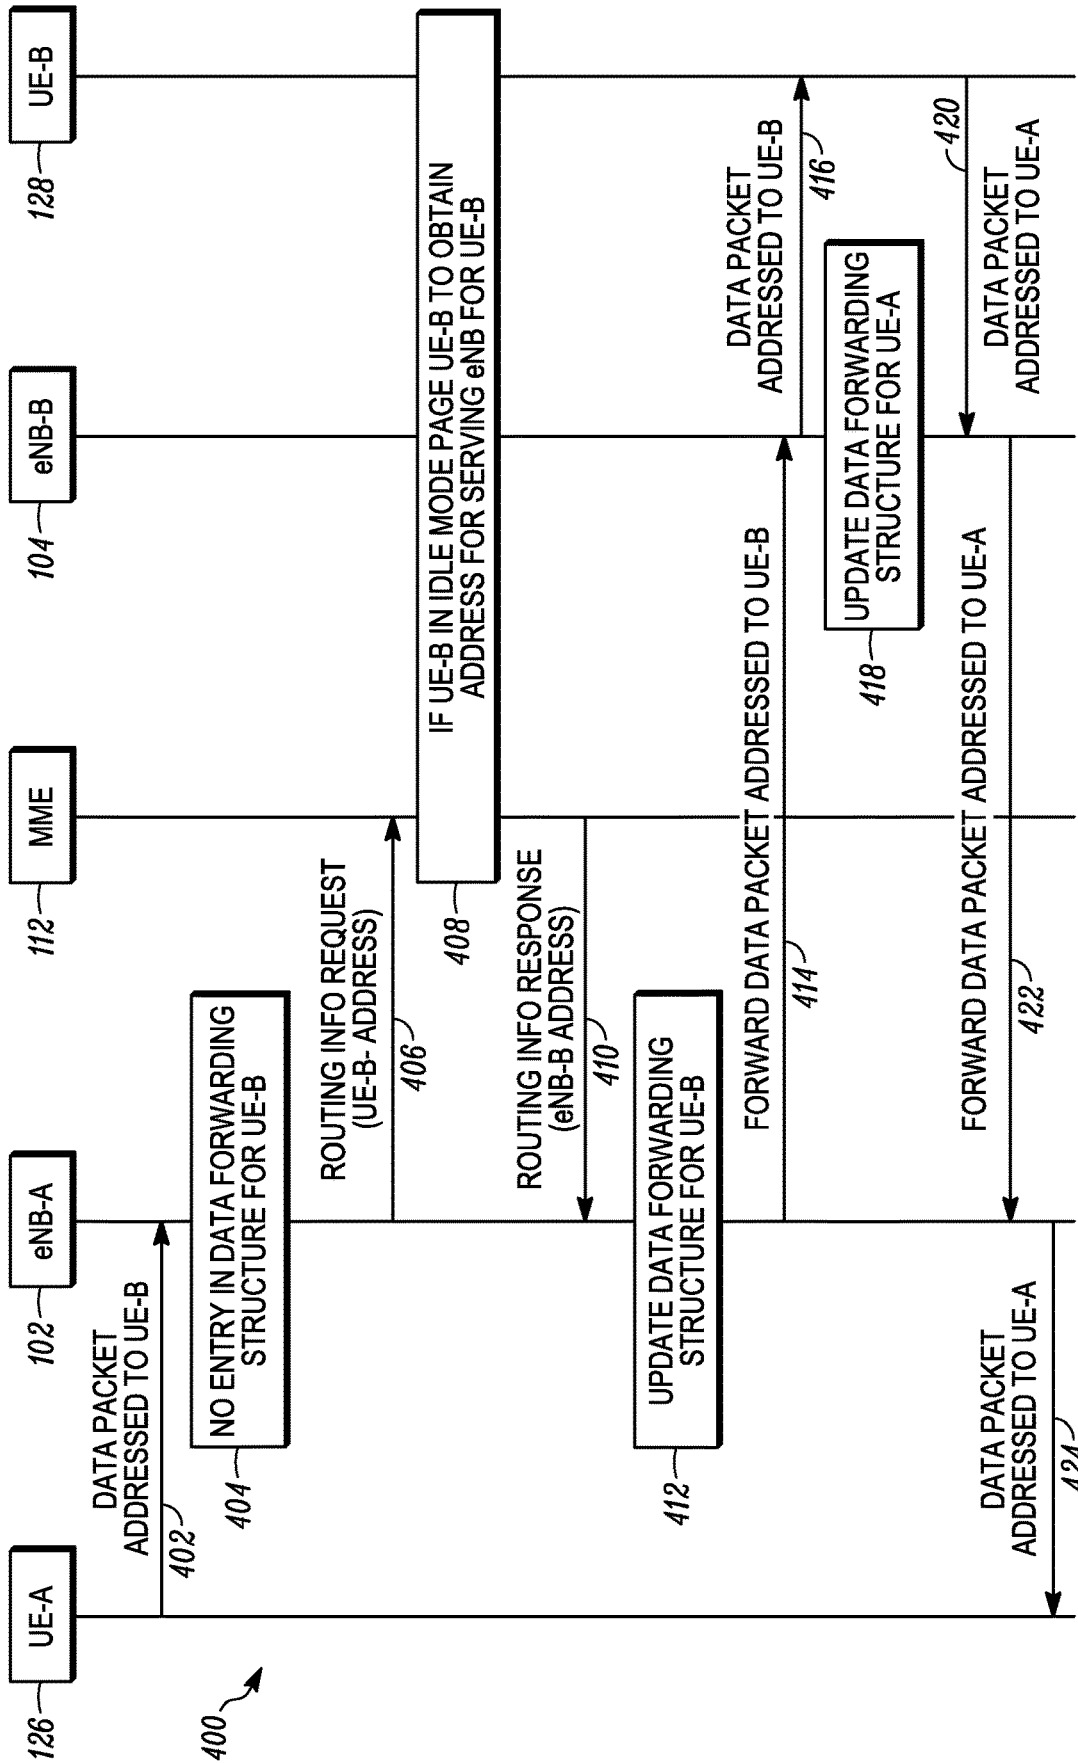 400
126
UE-A
102
eNB-A
112
MME
104
eNB-B
128
UE-B
DATA PACKET
ADDRESSED TO UE-B
402
NO ENTRY IN DATA FORWARDING
STRUCTURE FOR UE-B
404
ROUTING INFO REQUEST
(UE-B- ADDRESS)
406
IF UE-B IN IDLE MODE PAGE UE-B TO OBTAIN
ADDRESS FOR SERVING eNB FOR UE-B
408
ROUTING INFO RESPONSE
(eNB-B ADDRESS)
410
UPDATE DATA FORWARDING
STRUCTURE FOR UE-B
412
FORWARD DATA PACKET ADDRESSED TO UE-B
414
DATA PACKET
ADDRESSED TO UE-B
416
UPDATE DATA FORWARDING
STRUCTURE FOR UE-A
418
420
DATA PACKET
ADDRESSED TO UE-A
FORWARD DATA PACKET ADDRESSED TO UE-A
422
DATA PACKET
ADDRESSED TO UE-A
424